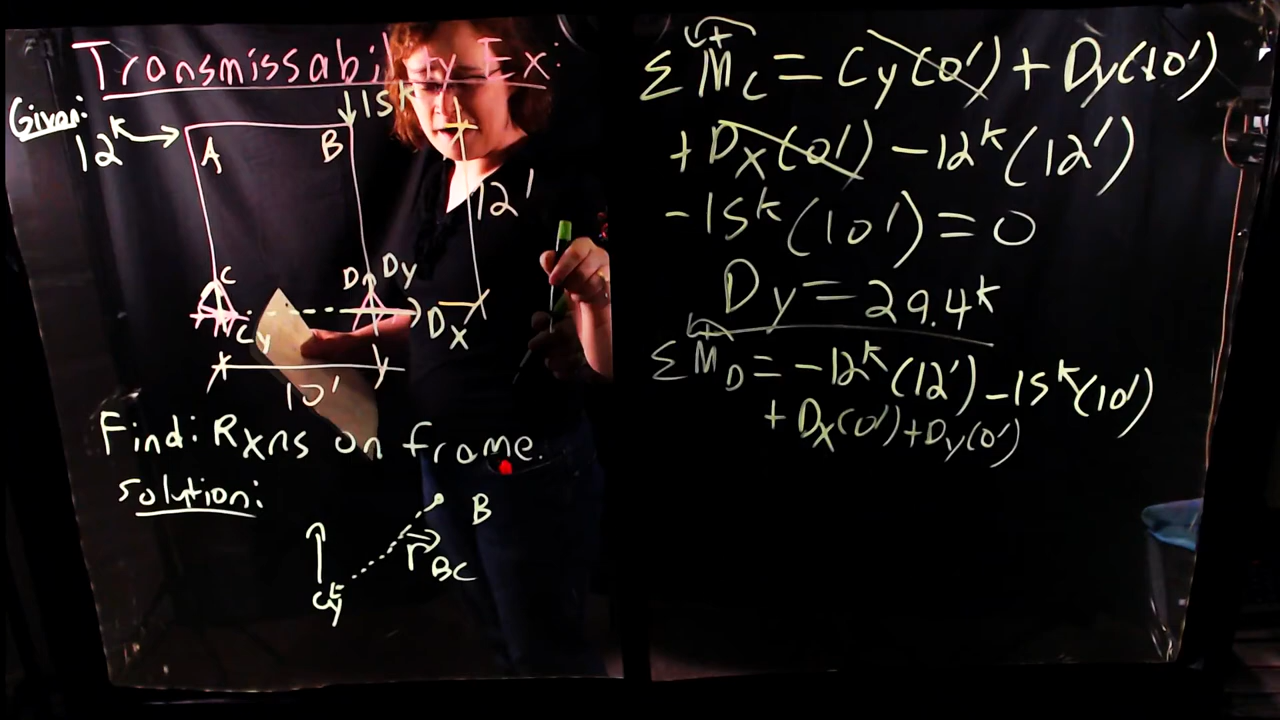 Transmissability Ex:
Given:
12ᵏ
15ᵏ
A
B
12'
C
D
Dy
Cy
Dx
10'
Find: Rxns on frame.
Solution:
B
r⃗BC
Cy
ΣMC = Cy(0') + Dy(10')
+ Dx(0') - 12ᵏ(12')
-15ᵏ(10') = 0
Dy = 29.4ᵏ
ΣMD = -12ᵏ(12') - 15ᵏ(10')
+ Dx(0') + Dy(0')